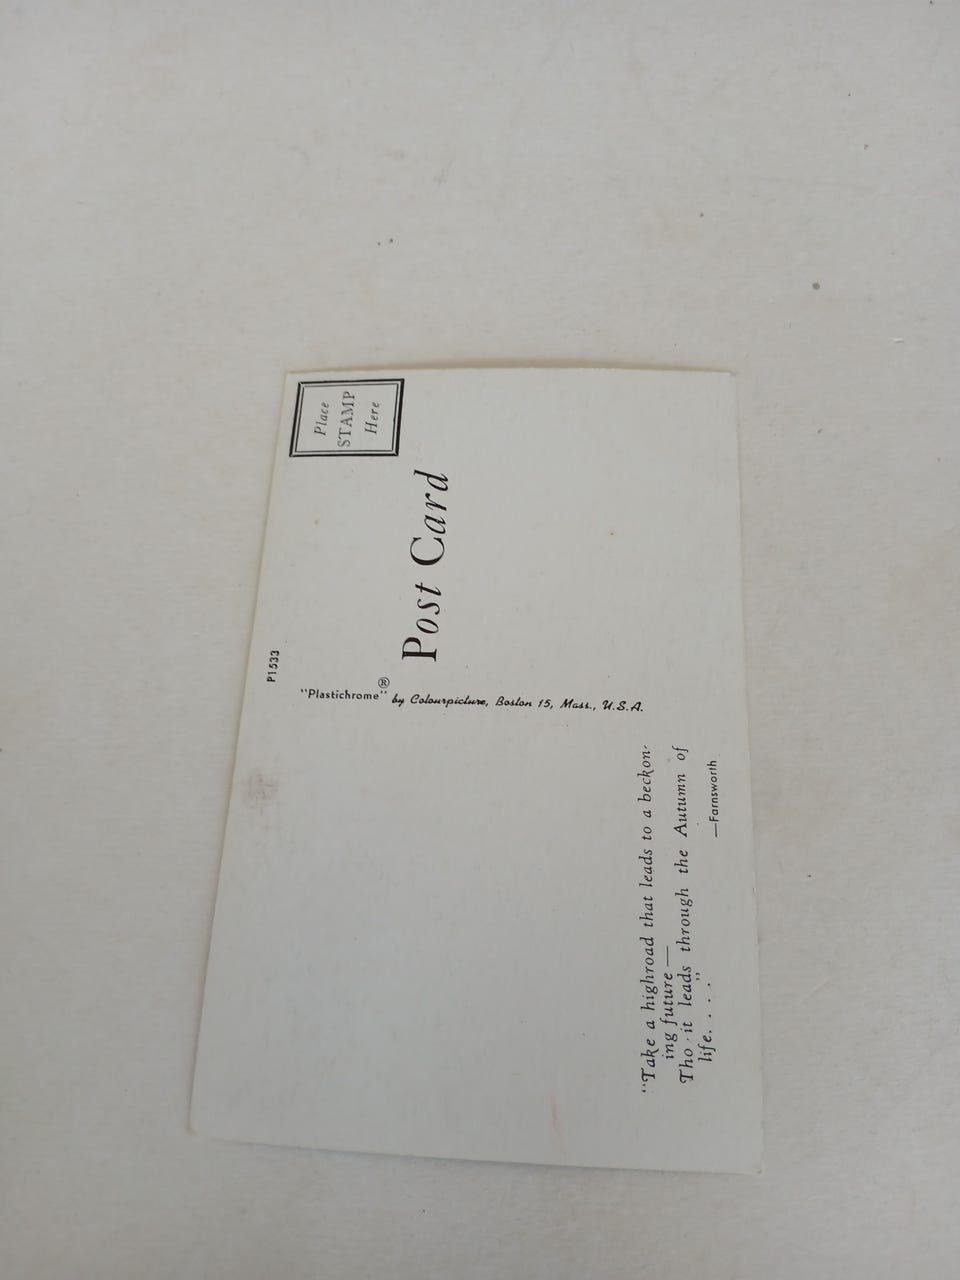 Place
STAMP
Here
Post Card
P1533
"Plastichrome"® by Colourpicture, Boston 15, Mass., U.S.A.
"Take a highroad that leads to a beckon-
ing future—
Tho it leads through the Autumn of
life. . . ."
—Farnsworth